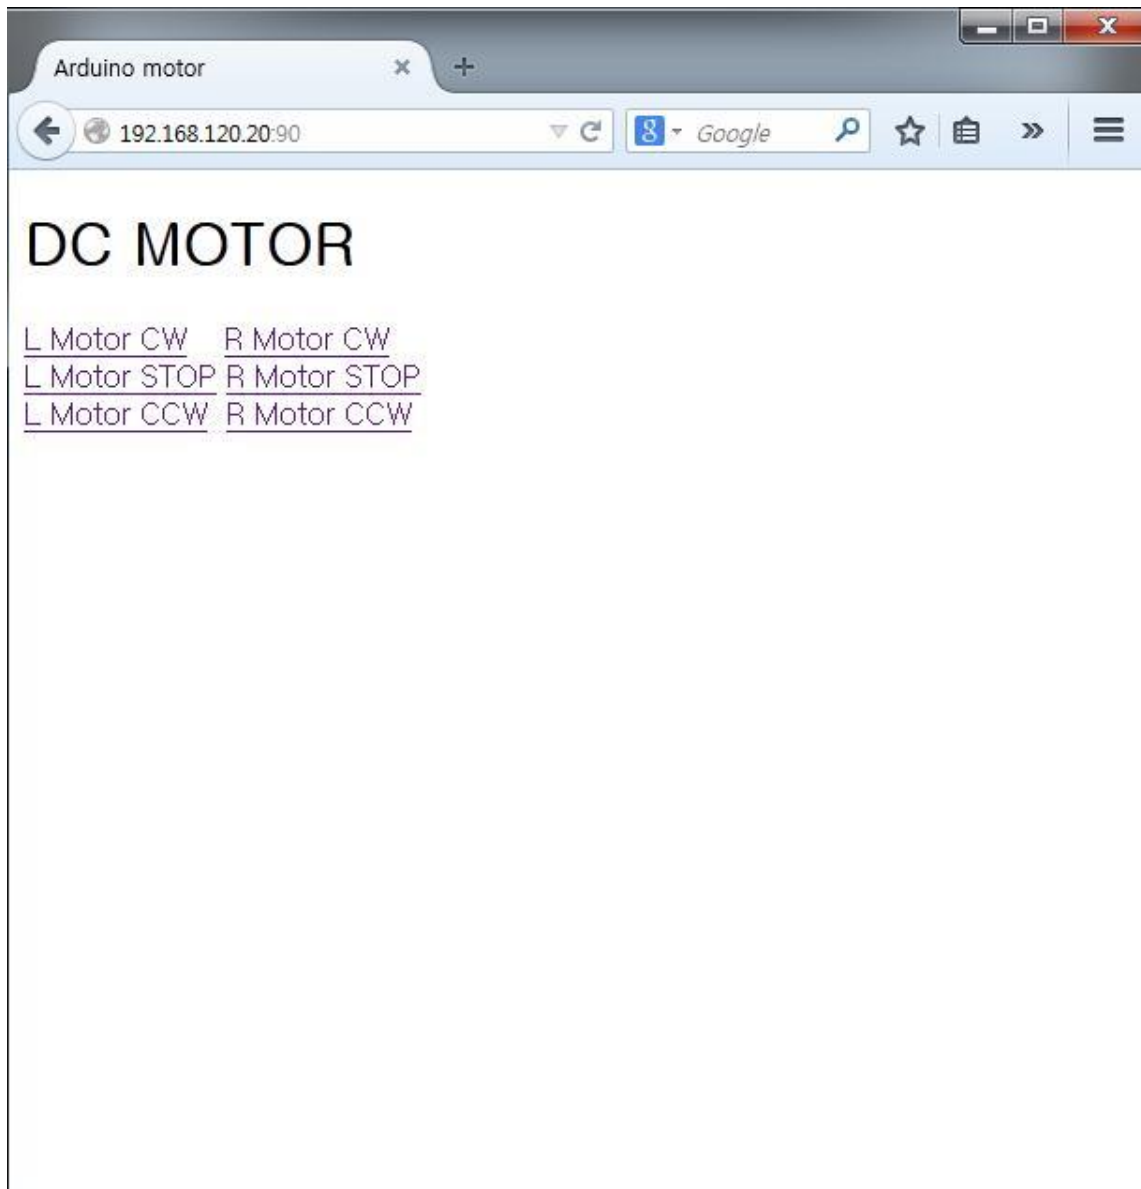 Arduino motor
192.168.120.20:90 Google
DC MOTOR
L Motor CW R Motor CW
L Motor STOP R Motor STOP
L Motor CCW R Motor CCW